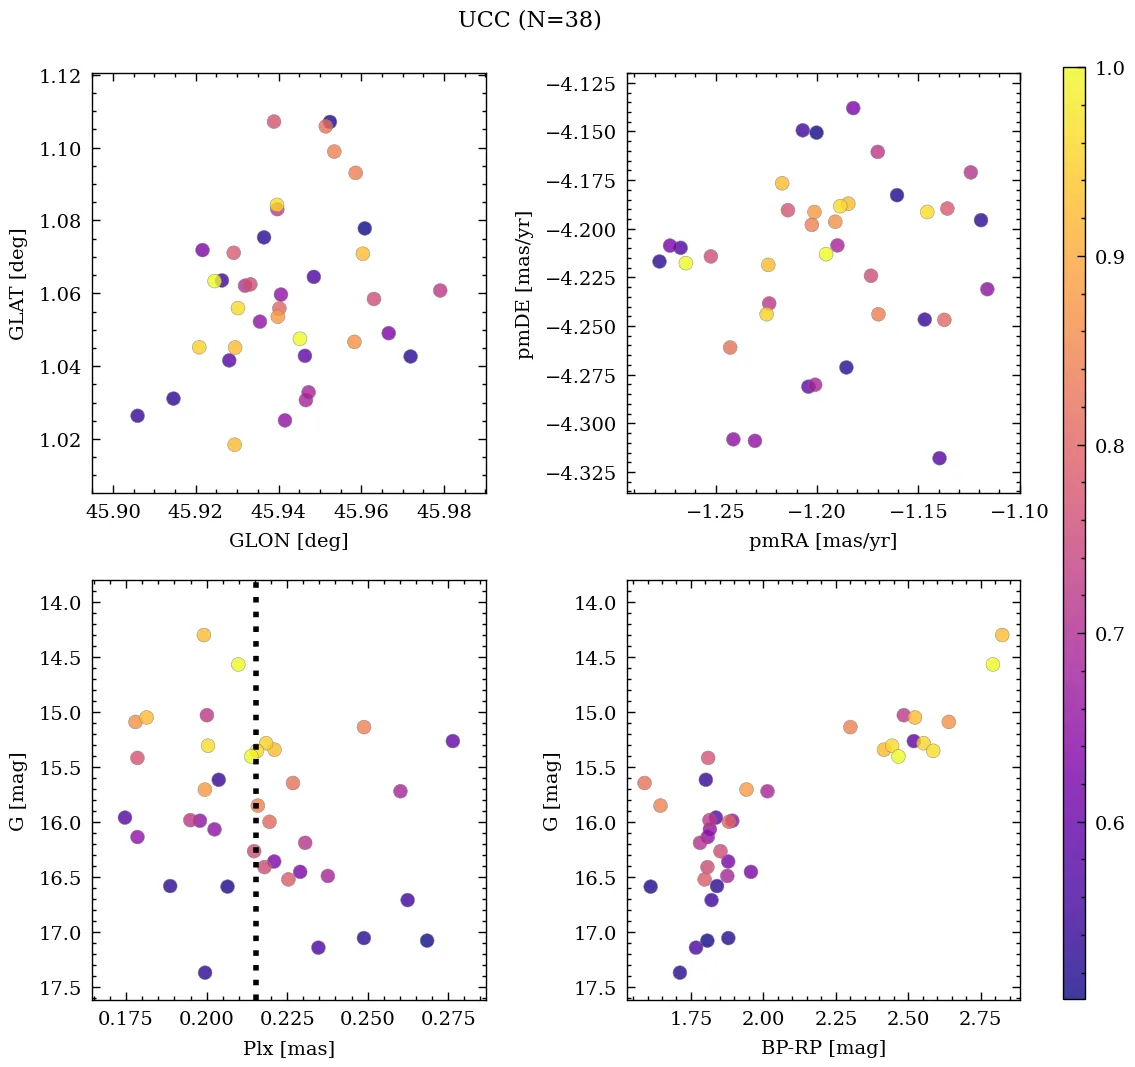 UCC (N=38)
1.12
1.10
1.08
1.06
1.04
1.02
GLAT [deg]
45.90 45.92 45.94 45.96 45.98
GLON [deg]
−4.125
−4.150
−4.175
−4.200
−4.225
−4.250
−4.275
−4.300
−4.325
pmDE [mas/yr]
−1.25 −1.20 −1.15 −1.10
pmRA [mas/yr]
14.0
14.5
15.0
15.5
16.0
16.5
17.0
17.5
G [mag]
0.175 0.200 0.225 0.250 0.275
Plx [mas]
14.0
14.5
15.0
15.5
16.0
16.5
17.0
17.5
G [mag]
1.75 2.00 2.25 2.50 2.75
BP-RP [mag]
1.0
0.9
0.8
0.7
0.6